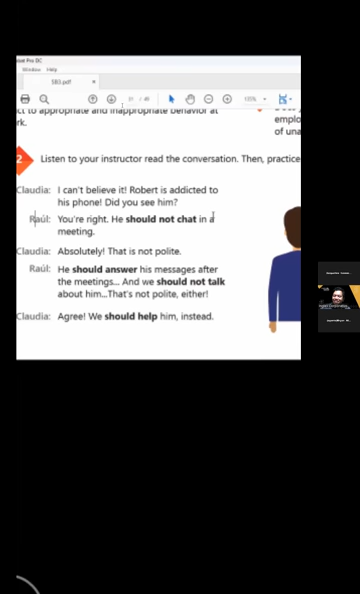 Window Help
SB3.pdf
ct to appropriate and inappropriate behavior at
rk.
emplo
of una
2 Listen to your instructor read the conversation. Then, practice
Claudia: I can't believe it! Robert is addicted to
his phone! Did you see him?
Raúl: You're right. He should not chat in a
meeting.
Claudia: Absolutely! That is not polite.
Raúl: He should answer his messages after
the meetings... And we should not talk
about him...That's not polite, either!
Claudia: Agree! We should help him, instead.